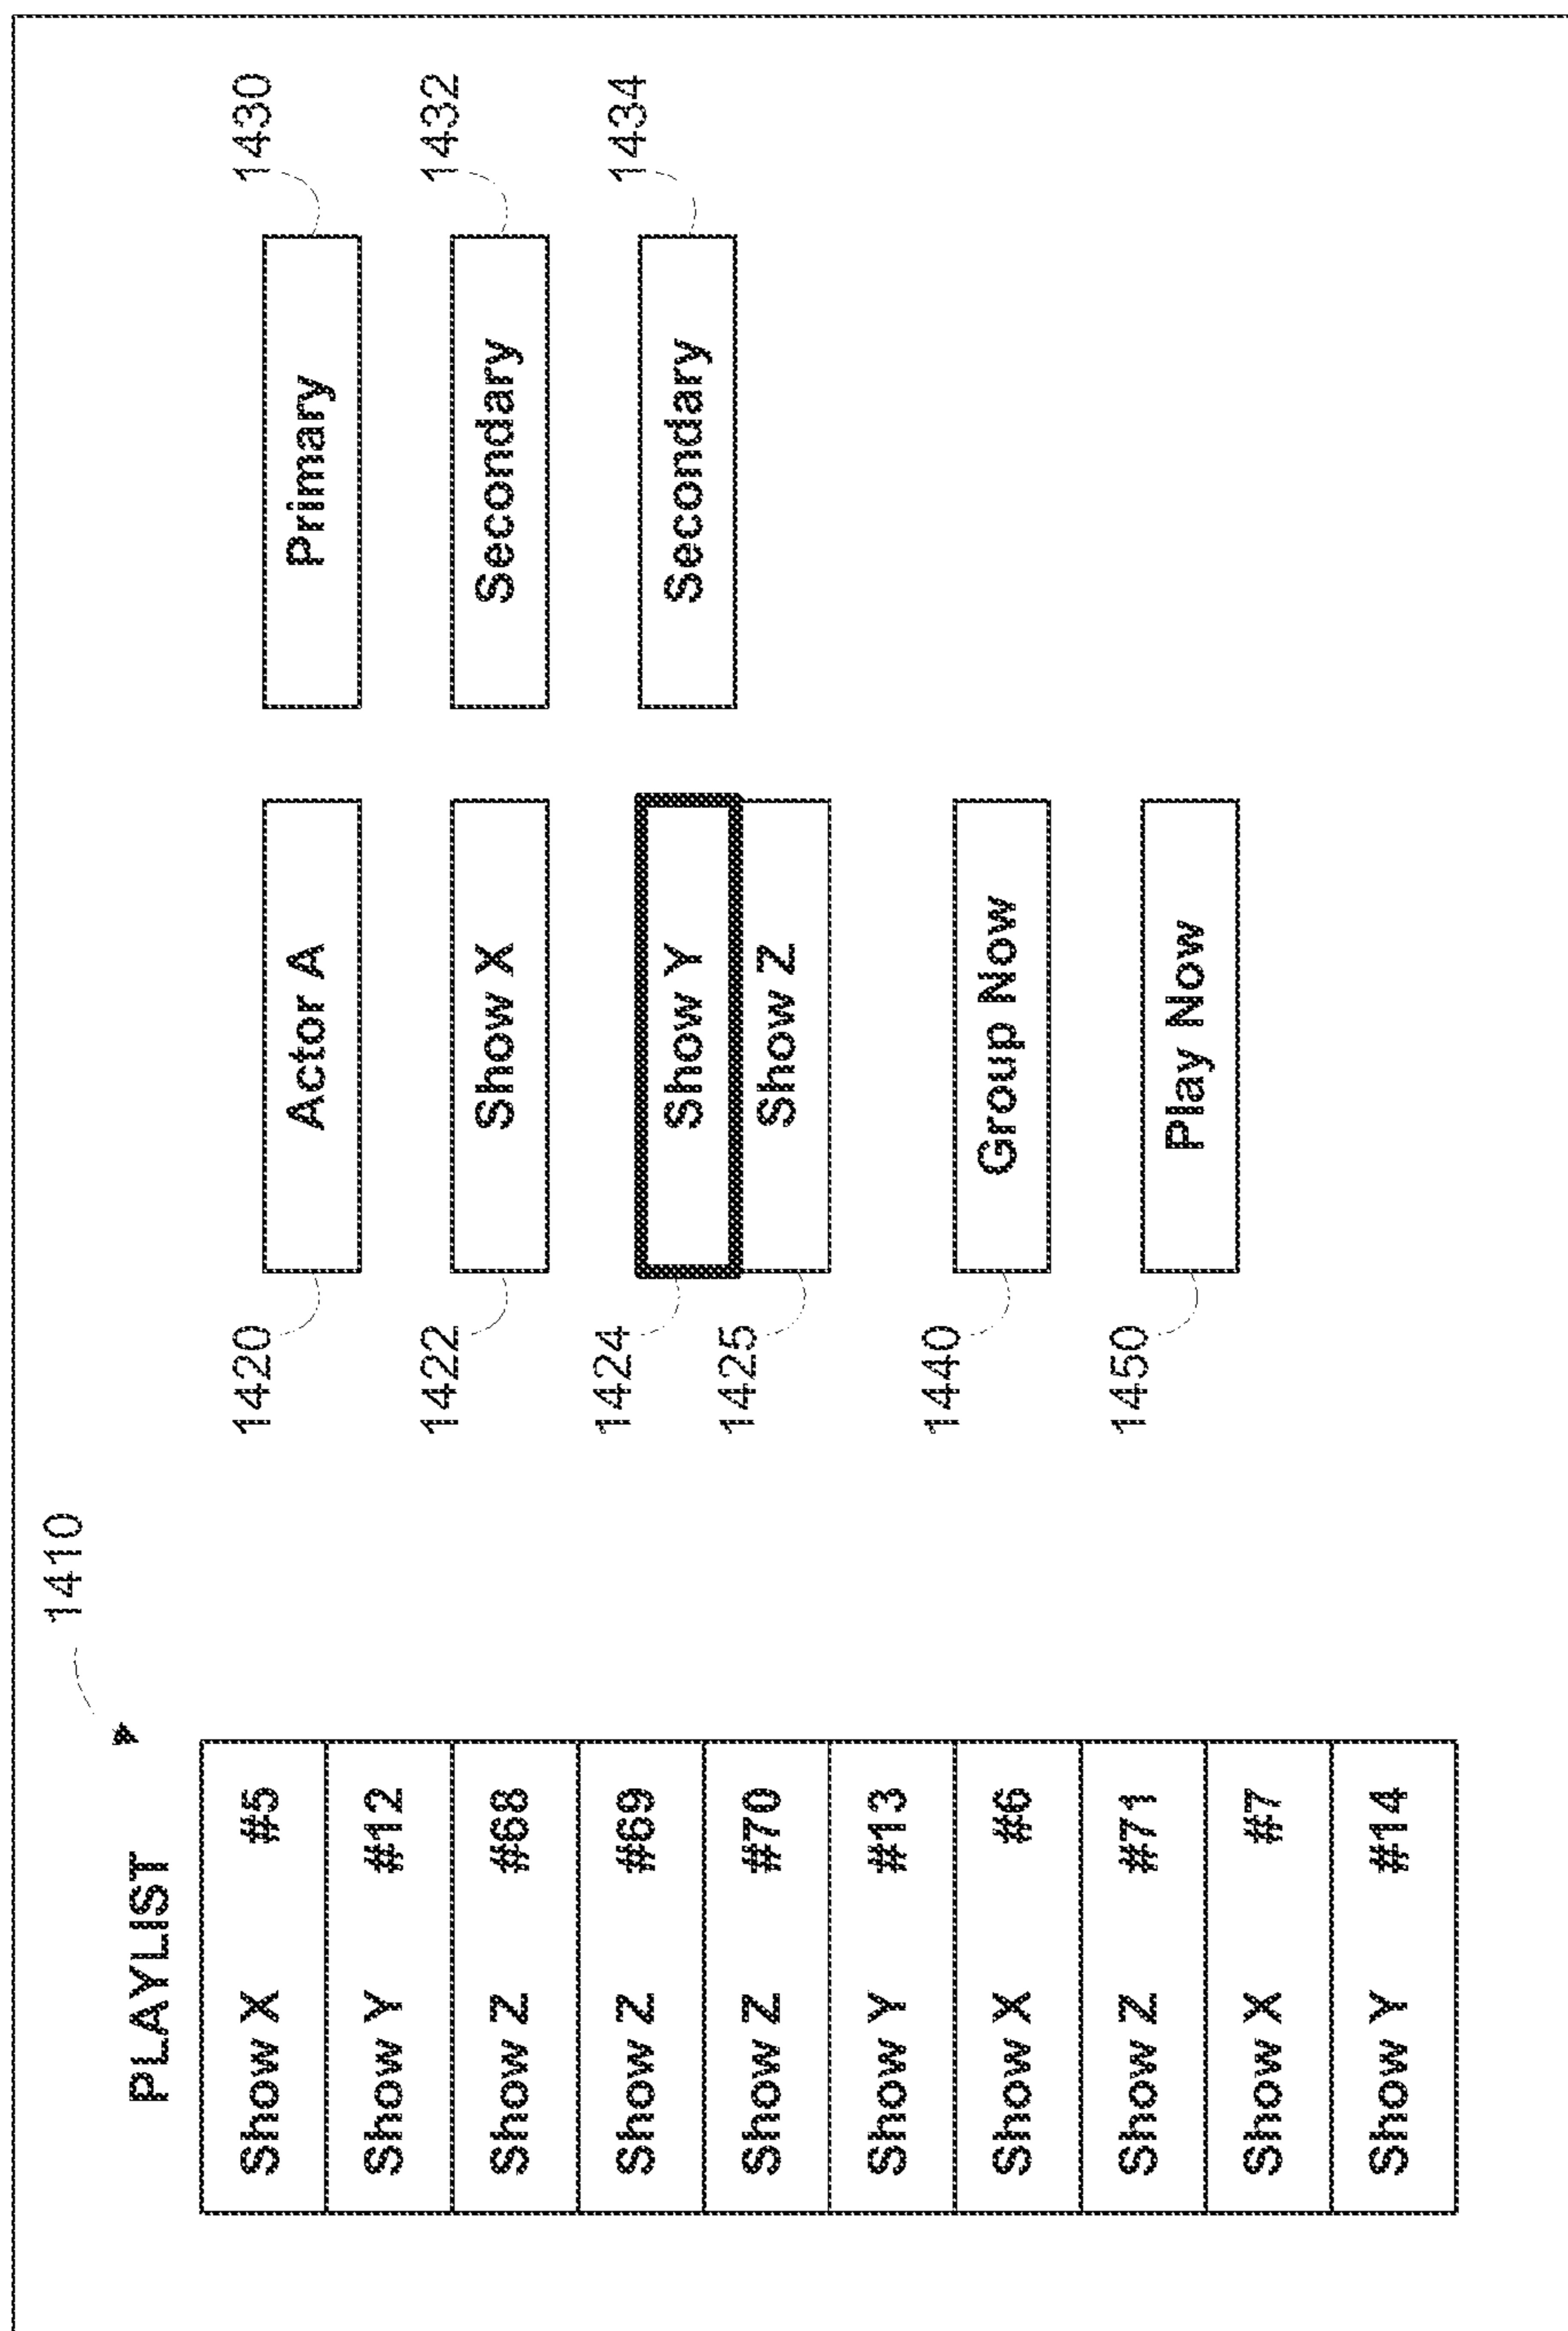 1410
PLAYLIST
Show X #5
Show Y #12
Show Z #68
Show Z #69
Show Z #70
Show Y #13
Show X #6
Show Z #71
Show X #7
Show Y #14
1420 Actor A Primary 1430
1422 Show X Secondary 1432
1424 Show Y Secondary 1434
1425 Show Z
1440 Group Now
1450 Play Now